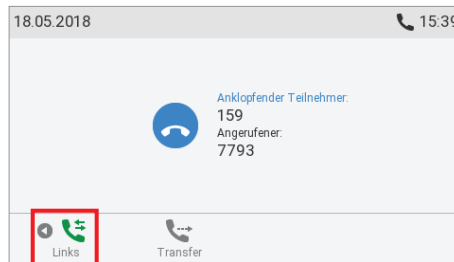 18.05.2018 15:39
Anklopfender Teilnehmer:
159
Angerufener:
7793
Links Transfer